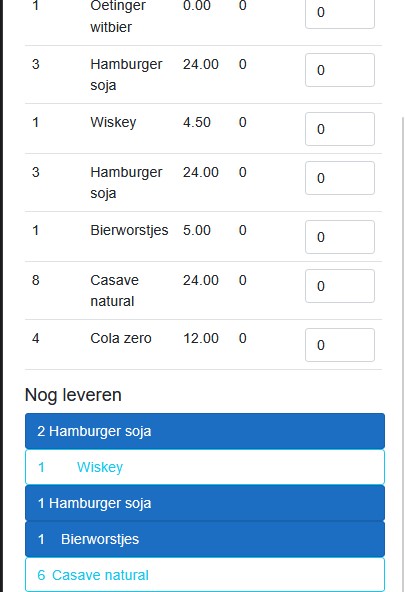 1 Oetinger witbier 0.00 0 0
3 Hamburger soja 24.00 0 0
1 Wiskey 4.50 0 0
3 Hamburger soja 24.00 0 0
1 Bierworstjes 5.00 0 0
8 Casave natural 24.00 0 0
4 Cola zero 12.00 0 0
Nog leveren
2 Hamburger soja
1 Wiskey
1 Hamburger soja
1 Bierworstjes
6 Casave natural